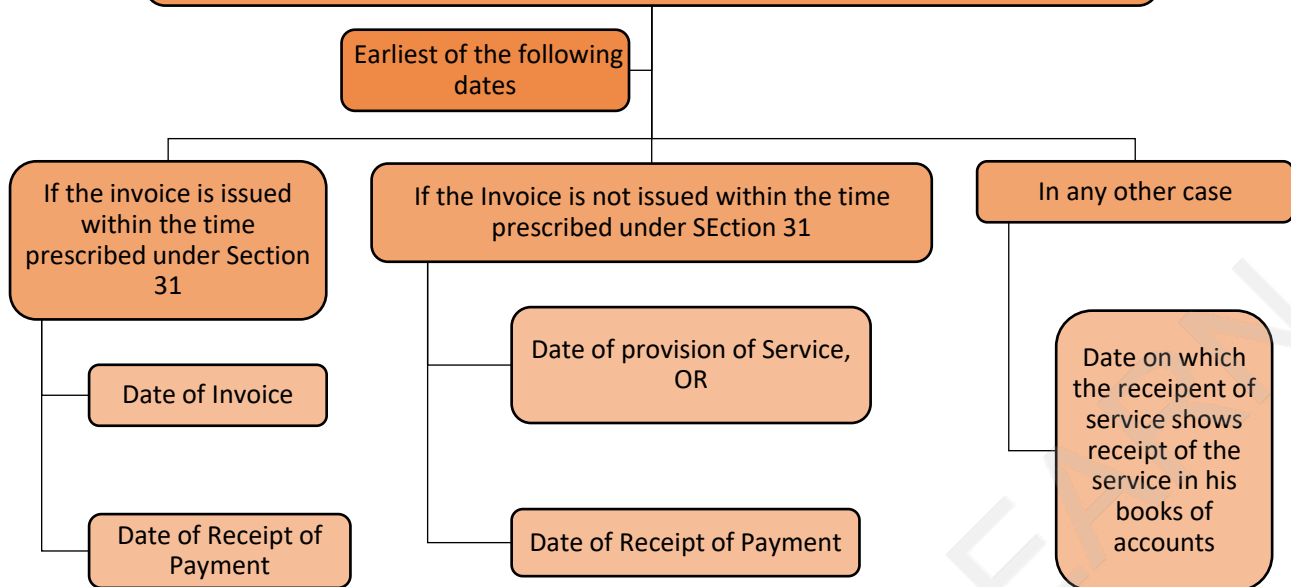 Earliest of the following
dates
If the invoice is issued
within the time
prescribed under Section
31
If the Invoice is not issued within the time
prescribed under SEction 31
In any other case
Date of Invoice
Date of Receipt of
Payment
Date of provision of Service,
OR
Date of Receipt of Payment
Date on which
the receipent of
service shows
receipt of the
service in his
books of
accounts